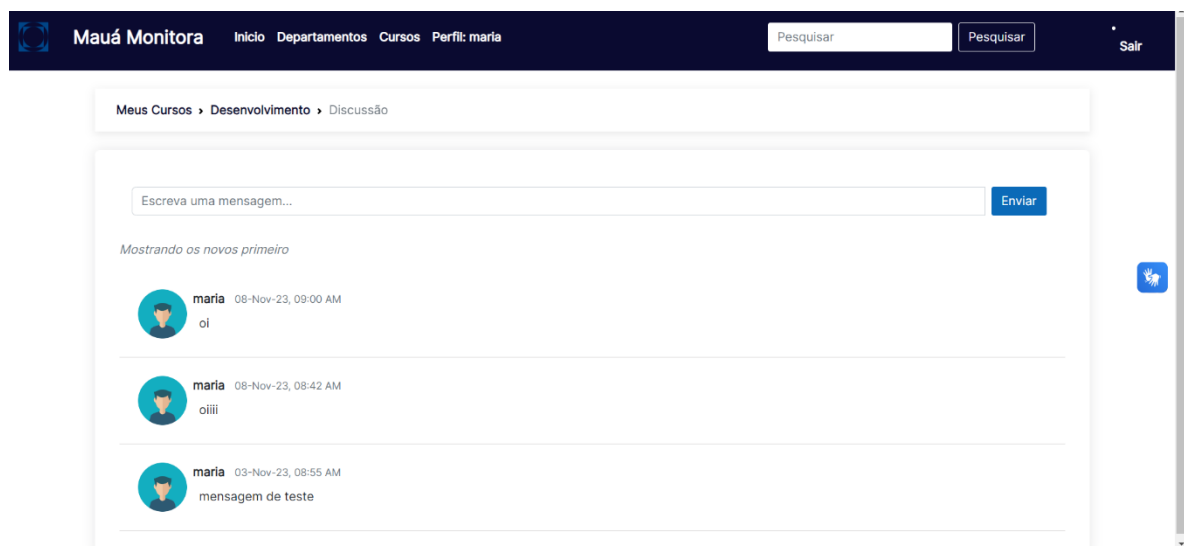 Mauá Monitora Inicio Departamentos Cursos Perfil: maria Pesquisar Pesquisar Sair
Meus Cursos › Desenvolvimento › Discussão
Escreva uma mensagem... Enviar
Mostrando os novos primeiro
maria 08-Nov-23, 09:00 AM
oi
maria 08-Nov-23, 08:42 AM
oiiii
maria 03-Nov-23, 08:55 AM
mensagem de teste